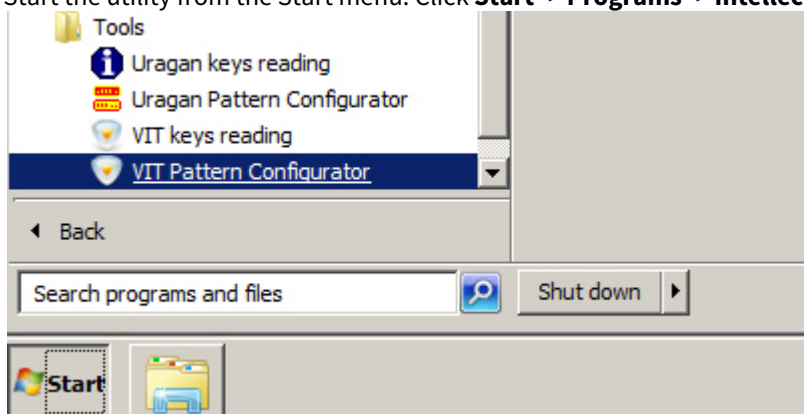 Start the utility from the Start menu. Click Start > Programs > Intellec
Tools
Uragan keys reading
Uragan Pattern Configurator
VIT keys reading
VIT Pattern Configurator
Back
Search programs and files
Shut down
Start